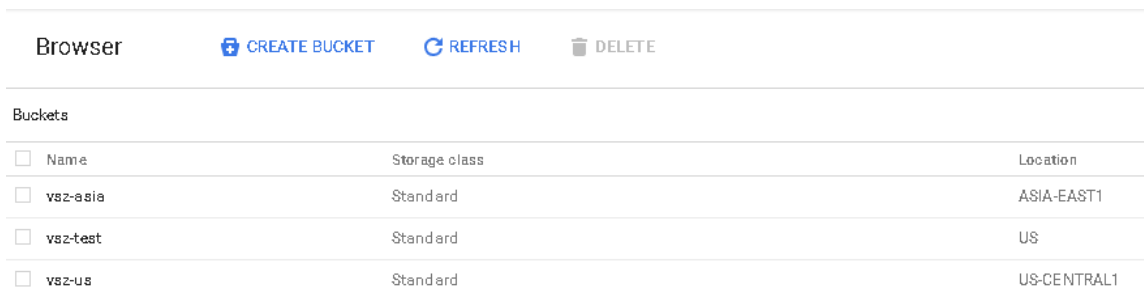 Browser CREATE BUCKET REFRESH DELETE
Buckets
Name Storage class Location
vsz-asia Standard ASIA-EAST1
vsz-test Standard US
vsz-us Standard US-CENTRAL1